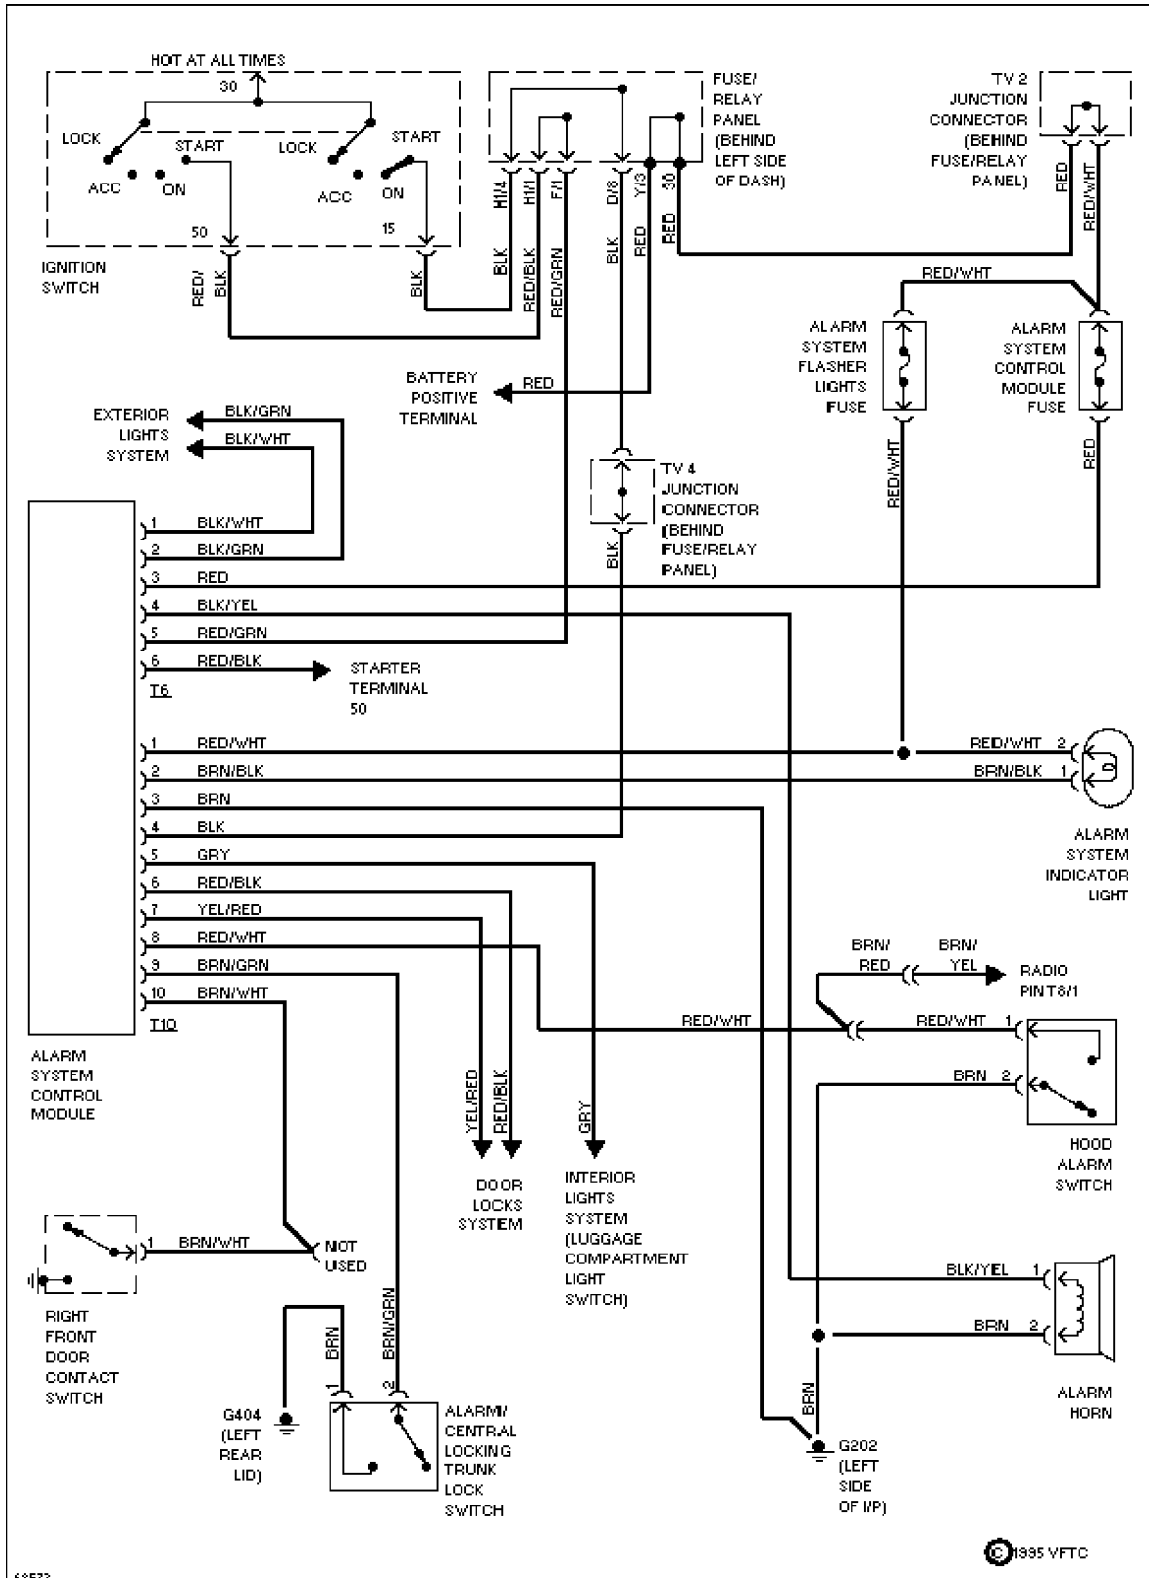 HOT AT ALL TIMES
30
LOCK
START
ACC
ON
50
LOCK
START
ACC
ON
15
IGNITION
SWITCH
RED/
BLK
BLK
FUSE/
RELAY
PANEL
(BEHIND
LEFT SIDE
OF DASH)
H1/4
H1/1
F/1
D/8
Y/3
30
BLK
RED/BLK
RED/GRN
BLK
RED
RED
TV 2
JUNCTION
CONNECTOR
(BEHIND
FUSE/RELAY
PANEL)
RED
RED/WHT
RED/WHT
ALARM
SYSTEM
FLASHER
LIGHTS
FUSE
ALARM
SYSTEM
CONTROL
MODULE
FUSE
BATTERY
POSITIVE
TERMINAL
RED
EXTERIOR
LIGHTS
SYSTEM
BLK/GRN
BLK/WHT
RED/WHT
RED
TV 4
JUNCTION
CONNECTOR
(BEHIND
FUSE/RELAY
PANEL)
BLK
1 BLK/WHT
2 BLK/GRN
3 RED
4 BLK/YEL
5 RED/GRN
6 RED/BLK
T6
STARTER
TERMINAL
50
1 RED/WHT
2 BRN/BLK
3 BRN
4 BLK
5 GRY
6 RED/BLK
7 YEL/RED
8 RED/WHT
9 BRN/GRN
10 BRN/WHT
T10
ALARM
SYSTEM
CONTROL
MODULE
RED/WHT 2
BRN/BLK 1
ALARM
SYSTEM
INDICATOR
LIGHT
BRN/
RED
BRN/
YEL
RADIO
PIN T8/1
RED/WHT
RED/WHT 1
BRN 2
HOOD
ALARM
SWITCH
YEL/RED
RED/BLK
GRY
DOOR
LOCKS
SYSTEM
INTERIOR
LIGHTS
SYSTEM
(LUGGAGE
COMPARTMENT
LIGHT
SWITCH)
1 BRN/WHT
NOT
USED
RIGHT
FRONT
DOOR
CONTACT
SWITCH
BRN
BRN/GRN
1
2
G404
(LEFT
REAR
LID)
ALARM/
CENTRAL
LOCKING
TRUNK
LOCK
SWITCH
BLK/YEL 1
BRN 2
ALARM
HORN
BRN
G202
(LEFT
SIDE
OF I/P)
© 1995 VFTC